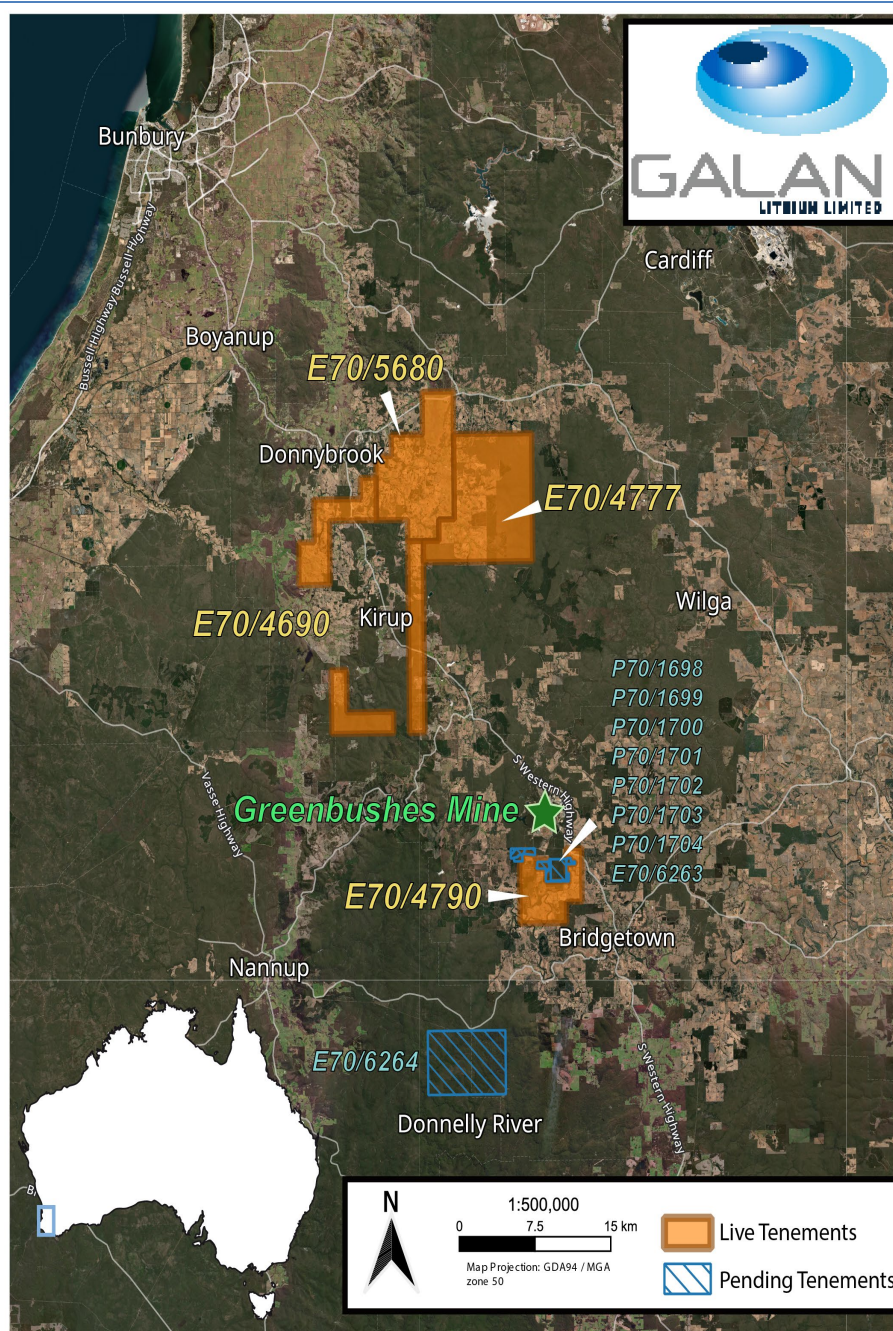 GALAN
LITHIUM LIMITED
Bunbury
Cardiff
Bussell Highway
Bussell Highway
Boyanup
E70/5680
Donnybrook
E70/4777
Wilga
E70/4690
Kirup
P70/1698
P70/1699
P70/1700
P70/1701
P70/1702
P70/1703
P70/1704
E70/6263
S Western Highway
Vasse Highway
Greenbushes Mine
E70/4790
Bridgetown
Nannup
E70/6264
S Western Highway
Donnelly River
N
1:500,000
0 7.5 15 km
Map Projection: GDA94 / MGA
zone 50
Live Tenements
Pending Tenements